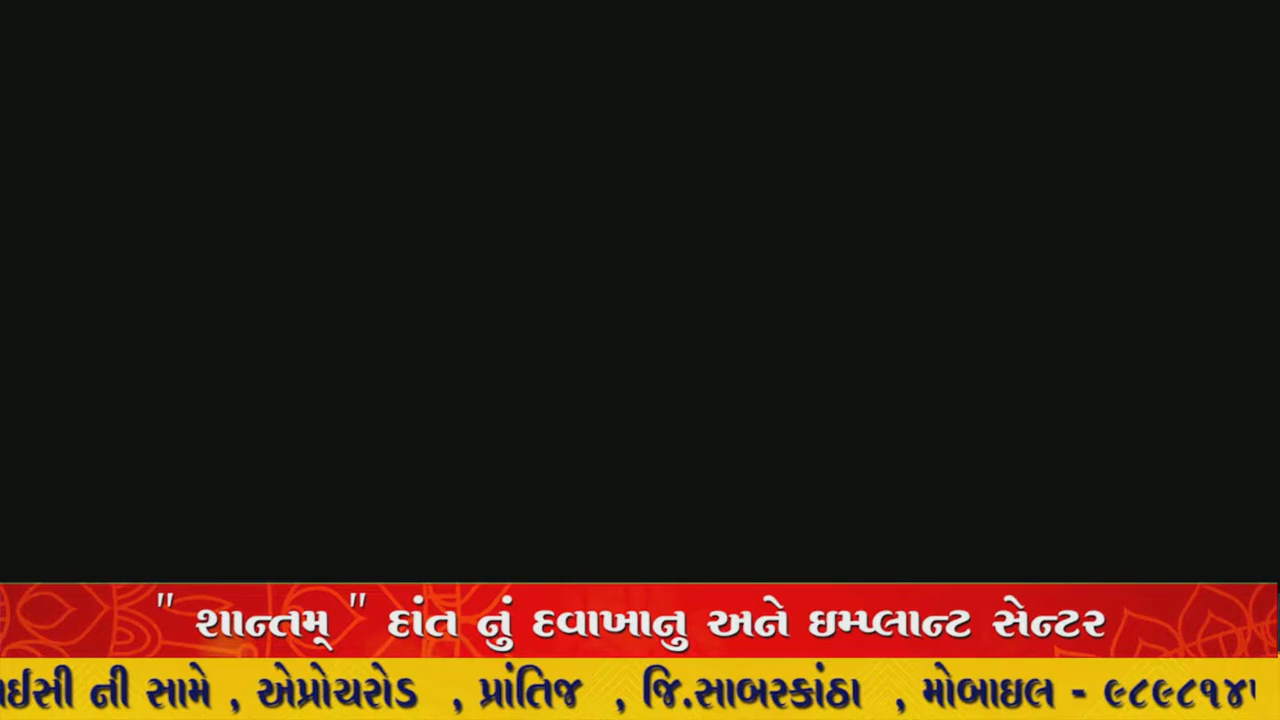 " શાન્તમ્ " દાંત નું દવાખાનુ અને ઇમ્પ્લાન્ટ સેન્ટર
ની સામે , એપ્રોચરોડ , પ્રાંતિજ , જિ.સાબરકાંઠા , મોબાઇલ - ૯૮૯૮૧૪